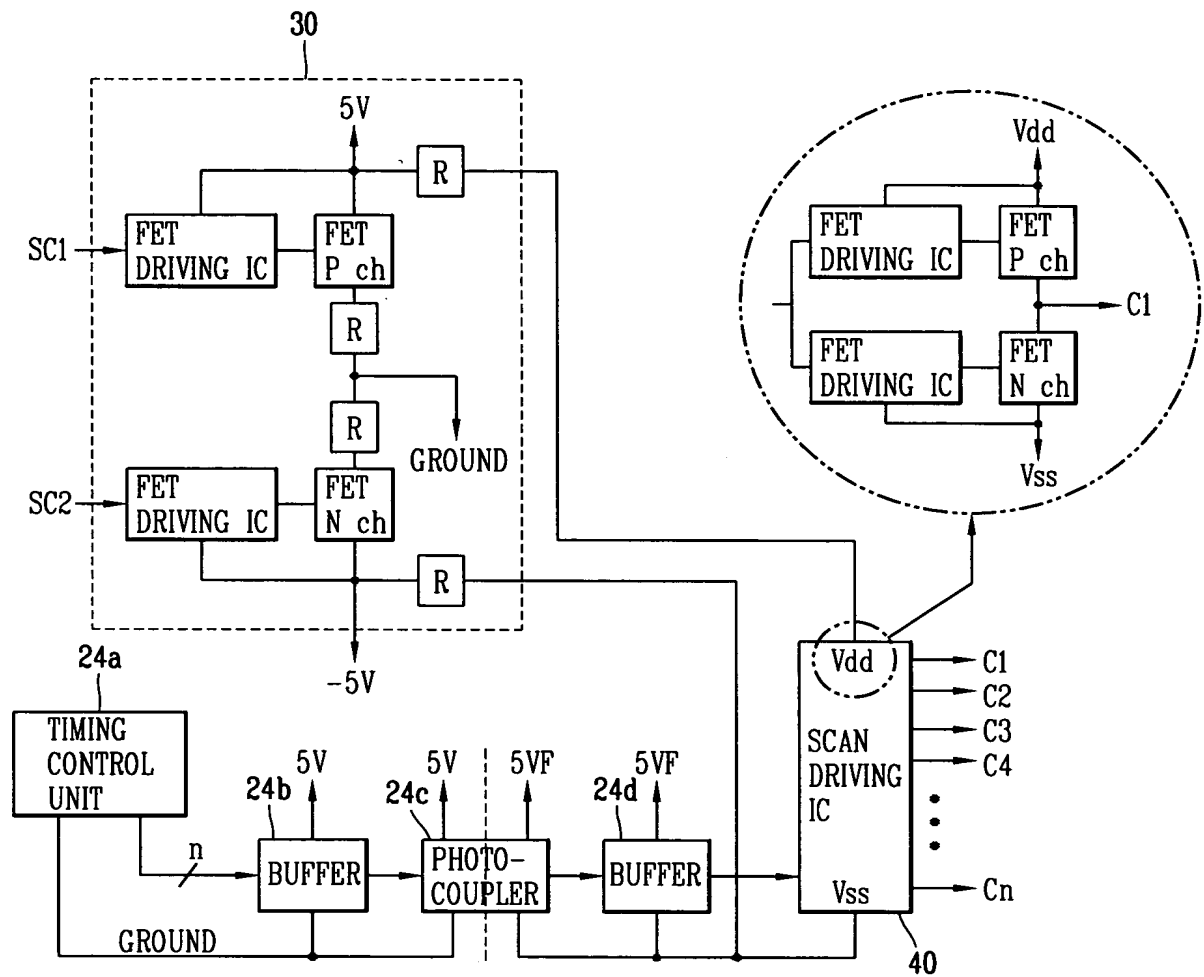 30
5V
R
SC1
FET
DRIVING IC
FET
P ch
R
R
GROUND
SC2
FET
DRIVING IC
FET
N ch
R
-5V
Vdd
FET
DRIVING IC
FET
P ch
C1
FET
DRIVING IC
FET
N ch
Vss
24a
TIMING
CONTROL
UNIT
n
24b
5V
BUFFER
24c
5V
5VF
PHOTO-
COUPLER
24d
5VF
BUFFER
GROUND
Vdd
SCAN
DRIVING
IC
Vss
C1
C2
C3
C4
Cn
40